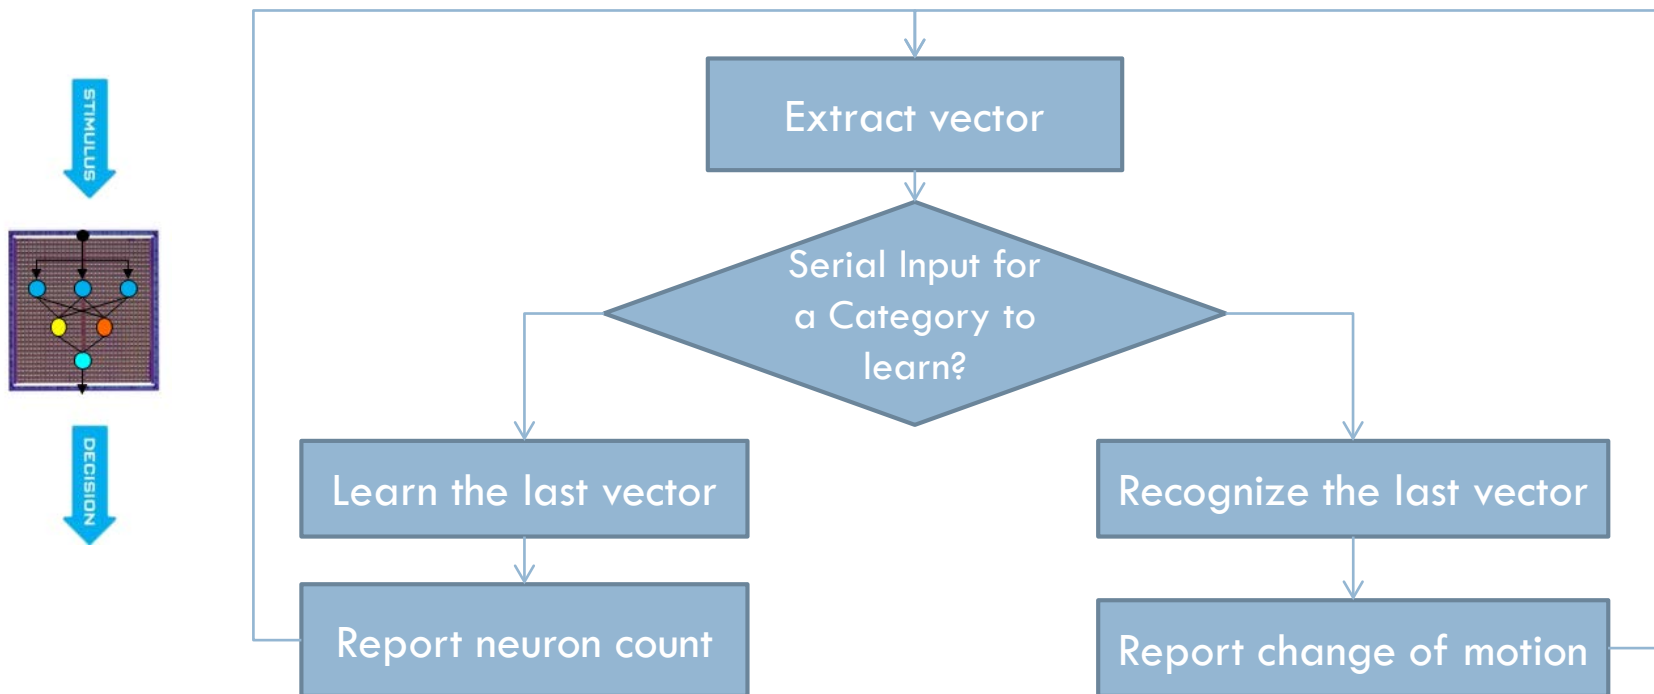 STIMULUS
DECISION
Extract vector
Serial Input for
a Category to
learn?
Learn the last vector
Recognize the last vector
Report neuron count
Report change of motion